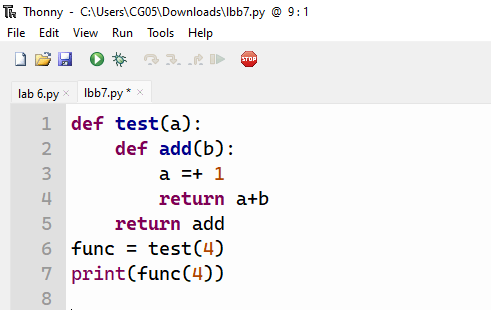 Thonny - C:\Users\CG05\Downloads\lbb7.py @ 9:1
File Edit View Run Tools Help
STOP
lab 6.py × lbb7.py * ×
1 def test(a):
2     def add(b):
3         a =+ 1
4         return a+b
5     return add
6 func = test(4)
7 print(func(4))
8